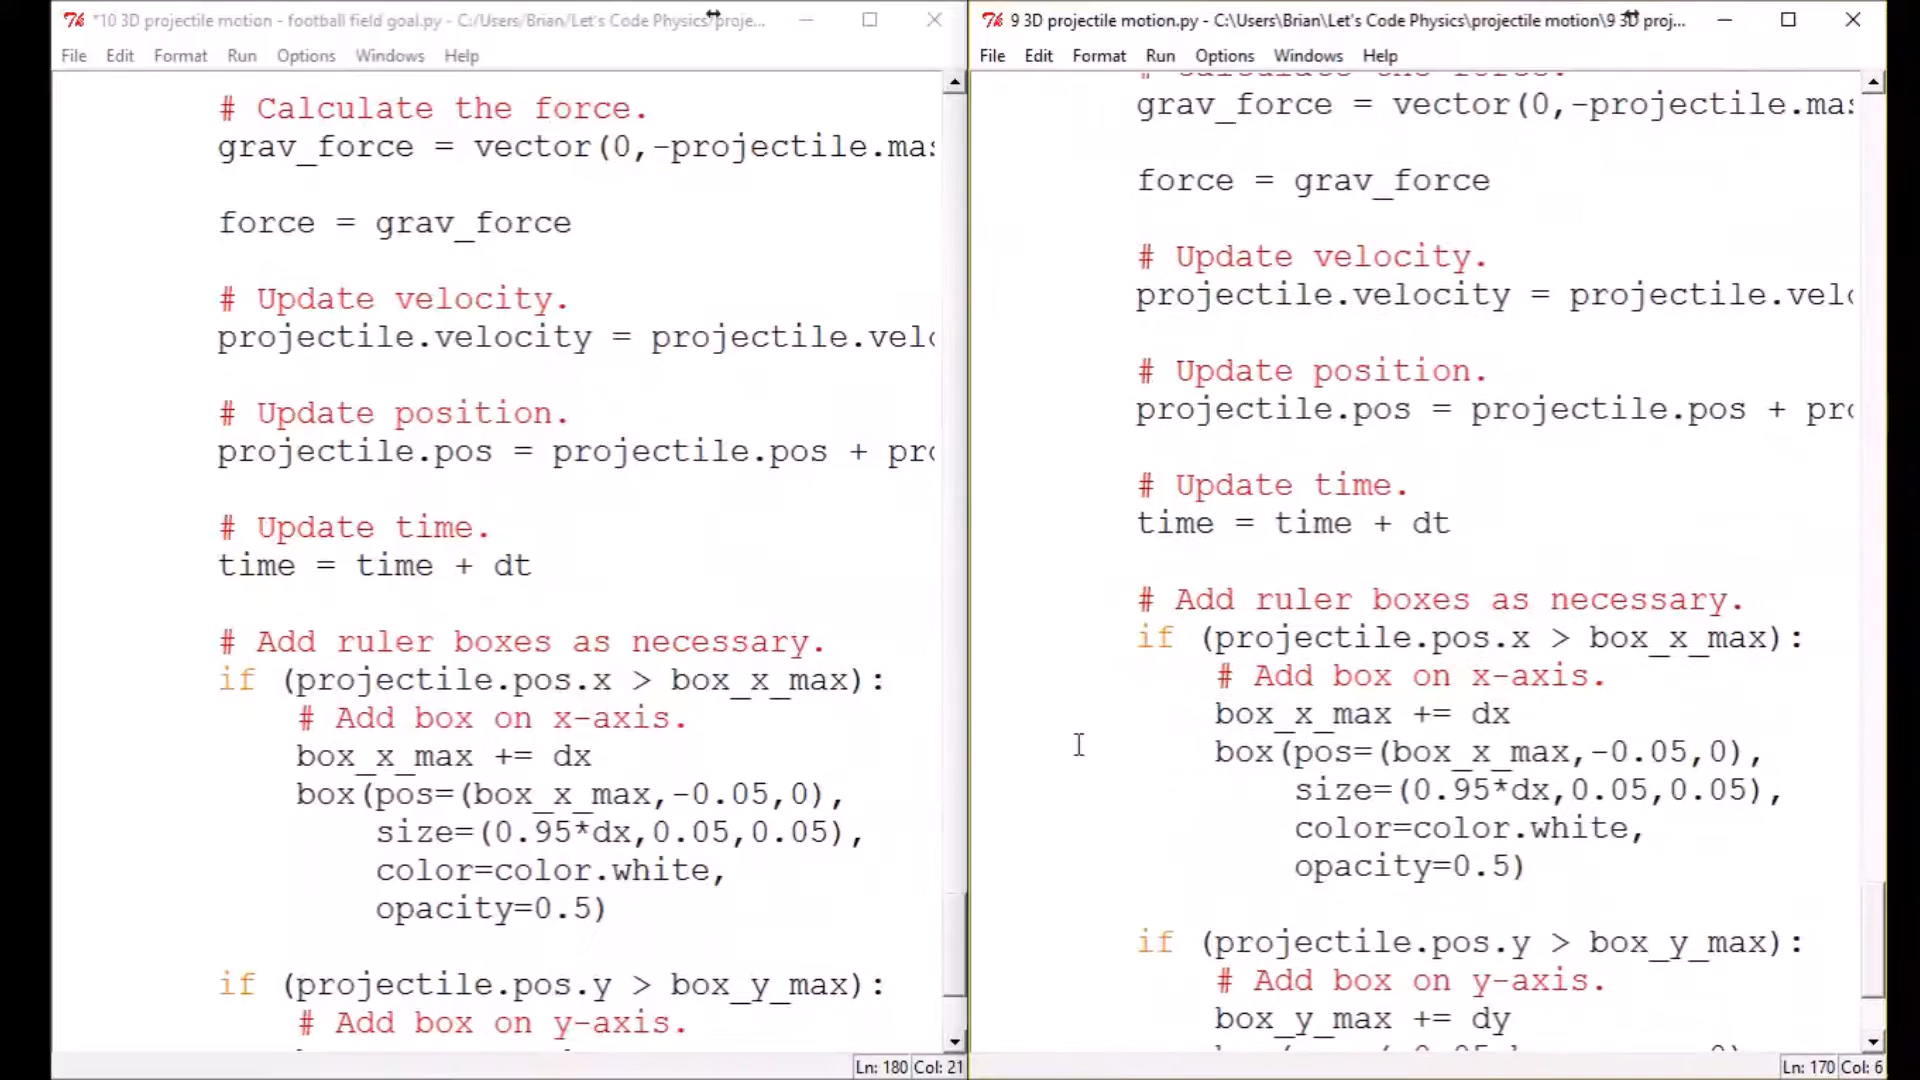 *10 3D projectile motion - football field goal.py - C:/Users/Brian/Let's Code Physics/proje...
File Edit Format Run Options Windows Help
# Calculate the force.
grav_force = vector(0,-projectile.mas
force = grav_force
# Update velocity.
projectile.velocity = projectile.velo
# Update position.
projectile.pos = projectile.pos + pro
# Update time.
time = time + dt
# Add ruler boxes as necessary.
if (projectile.pos.x > box_x_max):
# Add box on x-axis.
box_x_max += dx
box(pos=(box_x_max,-0.05,0),
size=(0.95*dx,0.05,0.05),
color=color.white,
opacity=0.5)
if (projectile.pos.y > box_y_max):
# Add box on y-axis.
Ln: 180 Col: 21
9 3D projectile motion.py - C:\Users\Brian\Let's Code Physics\projectile motion\9 3D proj...
File Edit Format Run Options Windows Help
# Calculate the force.
grav_force = vector(0,-projectile.mas
force = grav_force
# Update velocity.
projectile.velocity = projectile.velo
# Update position.
projectile.pos = projectile.pos + pro
# Update time.
time = time + dt
# Add ruler boxes as necessary.
if (projectile.pos.x > box_x_max):
# Add box on x-axis.
box_x_max += dx
box(pos=(box_x_max,-0.05,0),
size=(0.95*dx,0.05,0.05),
color=color.white,
opacity=0.5)
if (projectile.pos.y > box_y_max):
# Add box on y-axis.
box_y_max += dy
Ln: 170 Col: 6